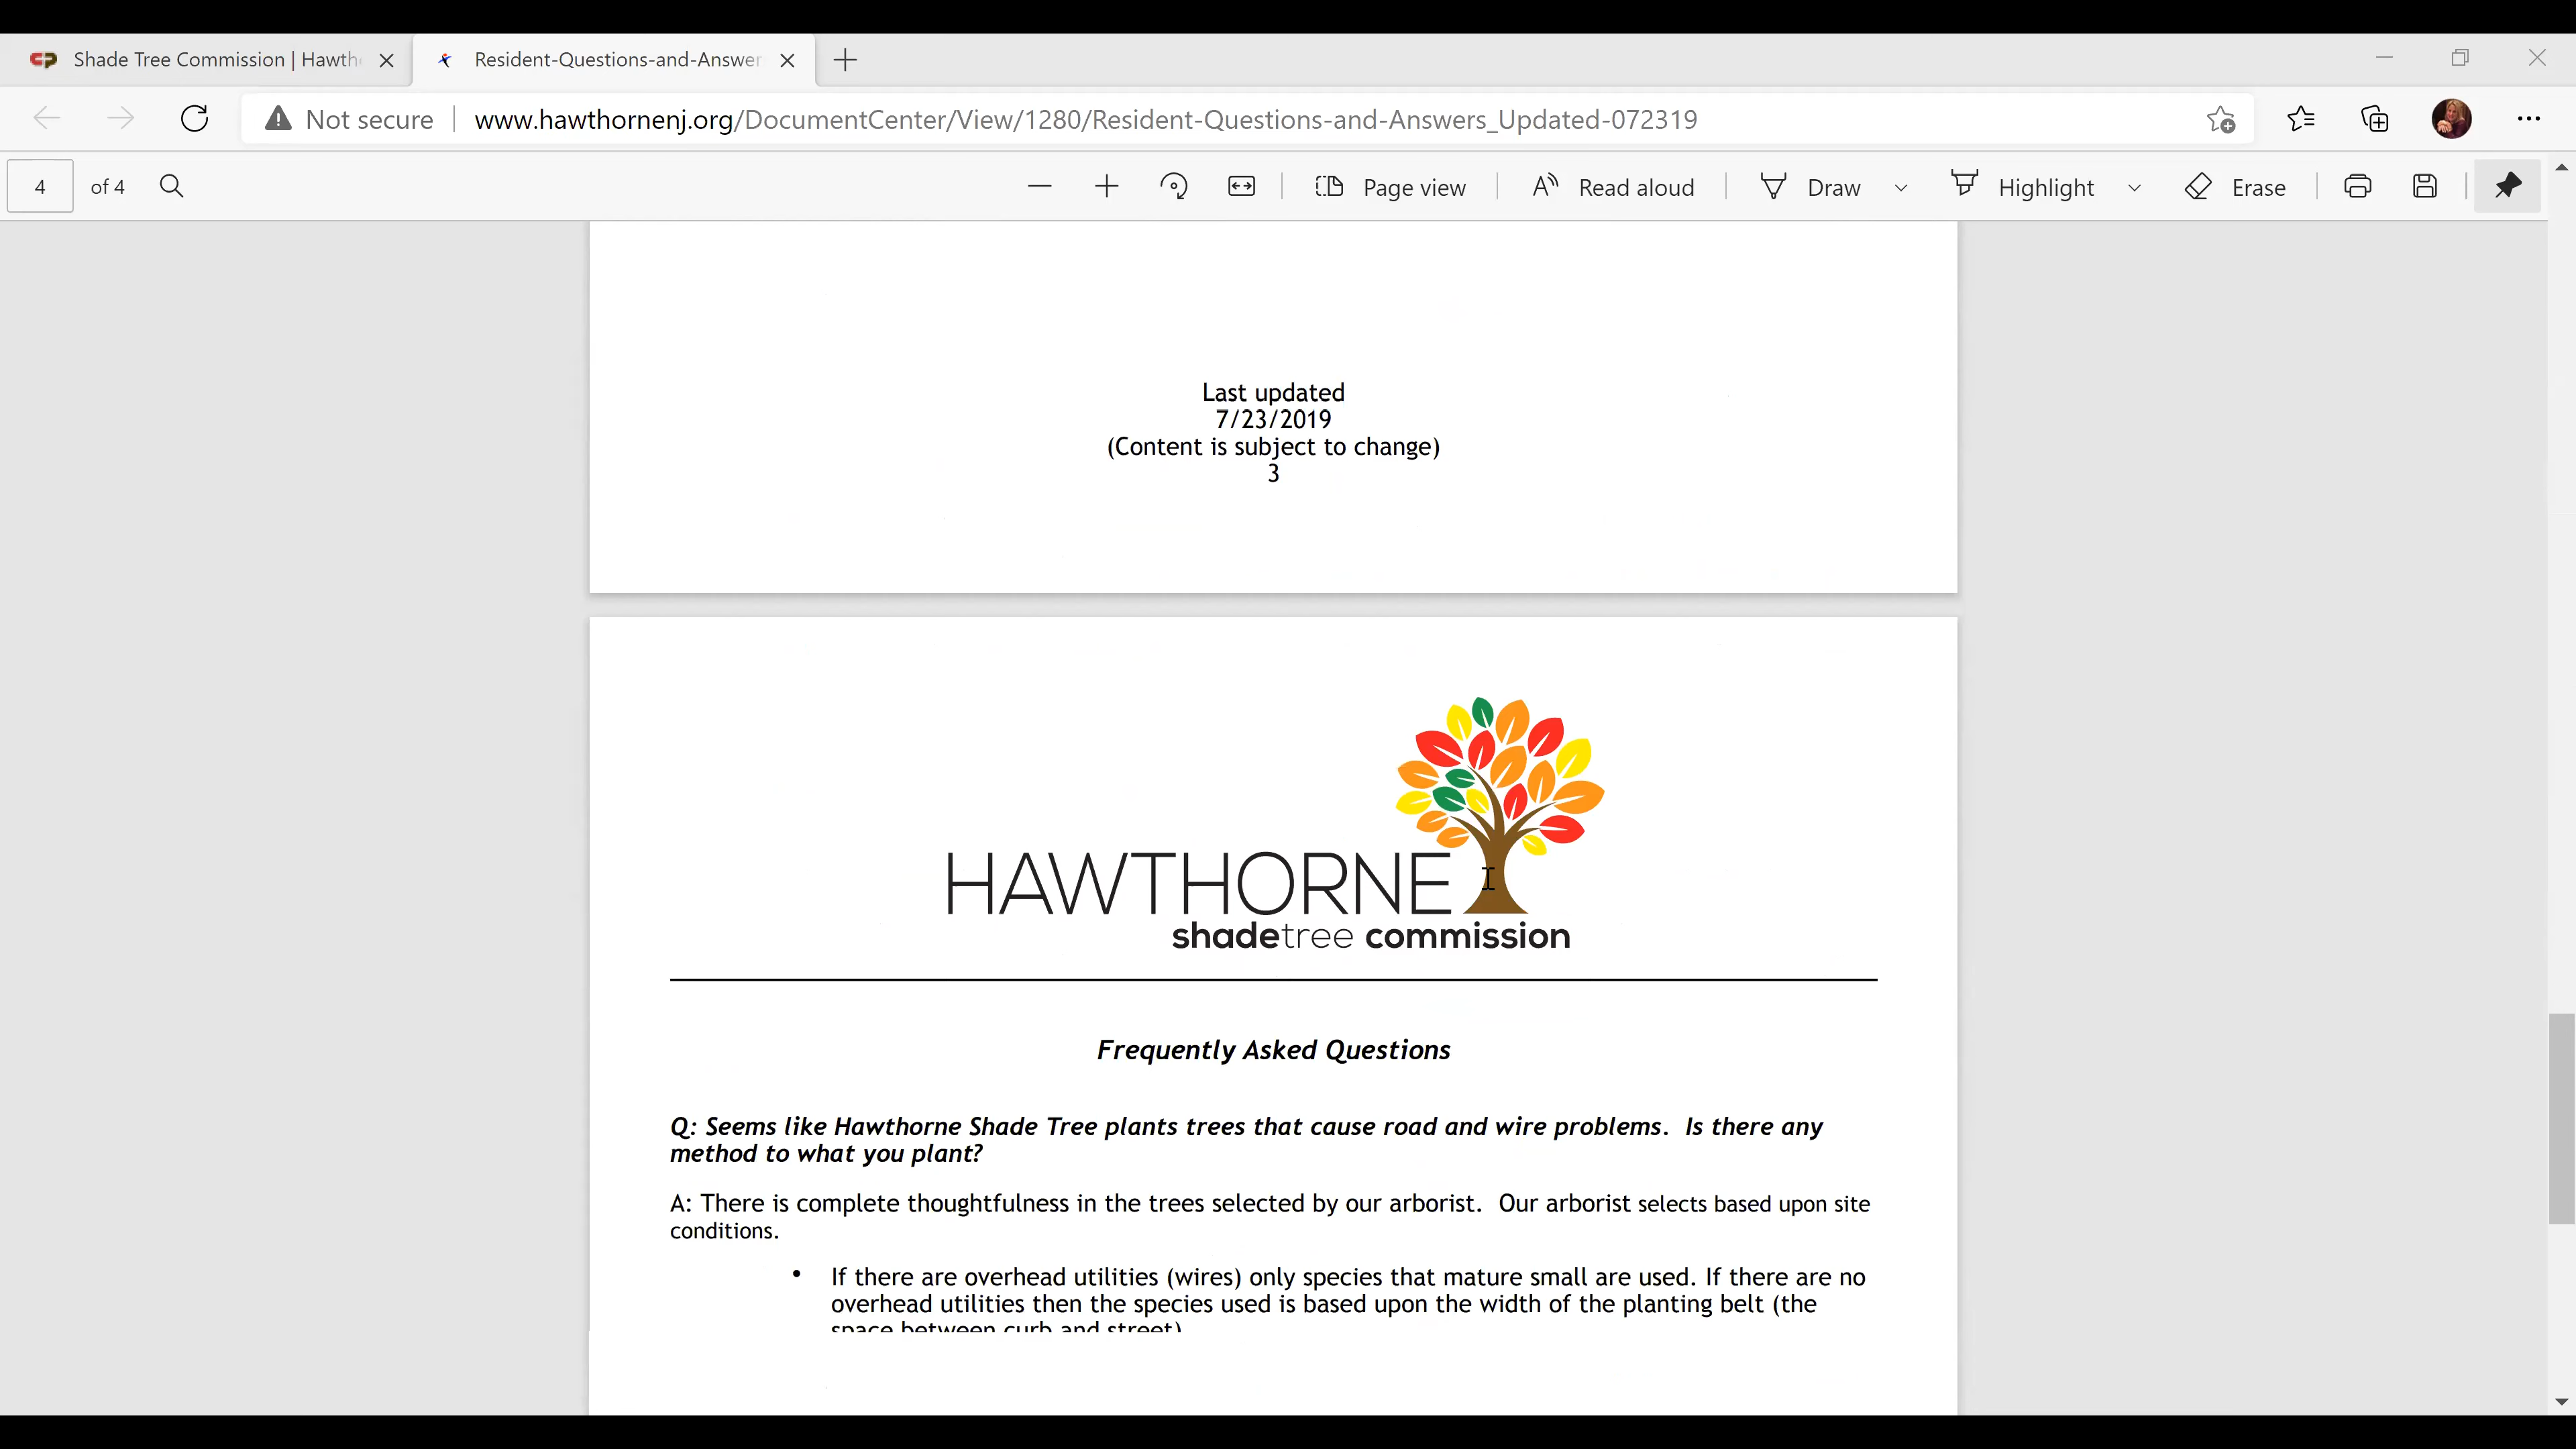 Shade Tree Commission | Hawth
Resident-Questions-and-Answer
Not secure
www.hawthornenj.org/DocumentCenter/View/1280/Resident-Questions-and-Answers_Updated-072319
4 of 4
Page view
Read aloud
Draw
Highlight
Erase
Last updated
7/23/2019
(Content is subject to change)
3
HAWTHORNE
shadetree commission
Frequently Asked Questions
Q: Seems like Hawthorne Shade Tree plants trees that cause road and wire problems. Is there any
method to what you plant?
A: There is complete thoughtfulness in the trees selected by our arborist. Our arborist selects based upon site
conditions.
• If there are overhead utilities (wires) only species that mature small are used. If there are no
overhead utilities then the species used is based upon the width of the planting belt (the
space between curb and street)